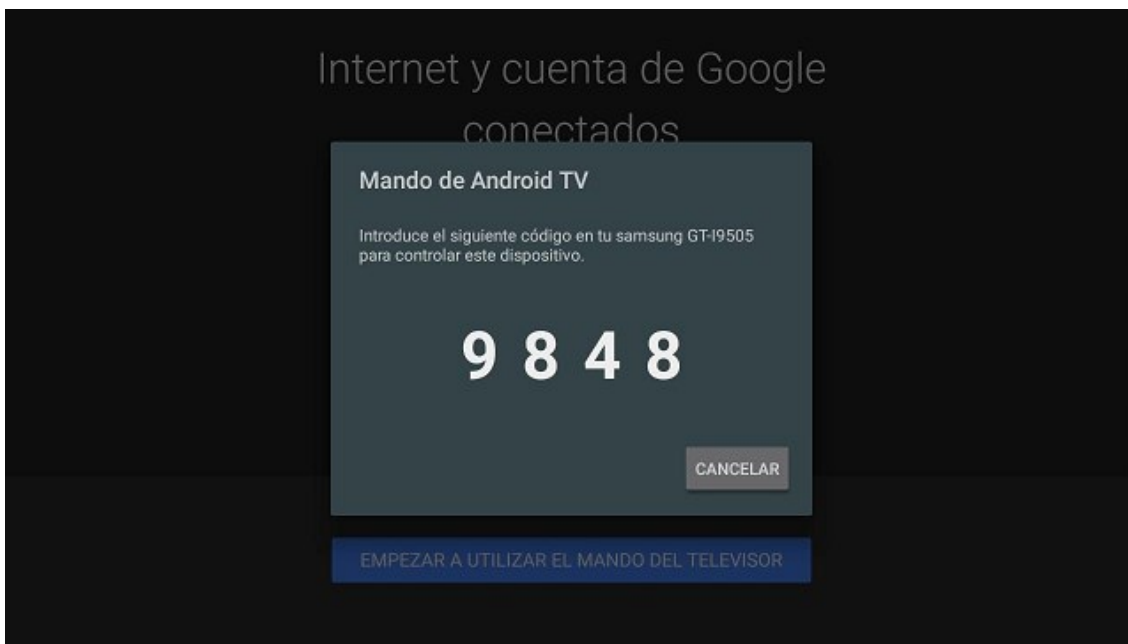 Internet y cuenta de Google
conectados
Mando de Android TV
Introduce el siguiente código en tu samsung GT-I9505
para controlar este dispositivo.
9 8 4 8
CANCELAR
EMPEZAR A UTILIZAR EL MANDO DEL TELEVISOR